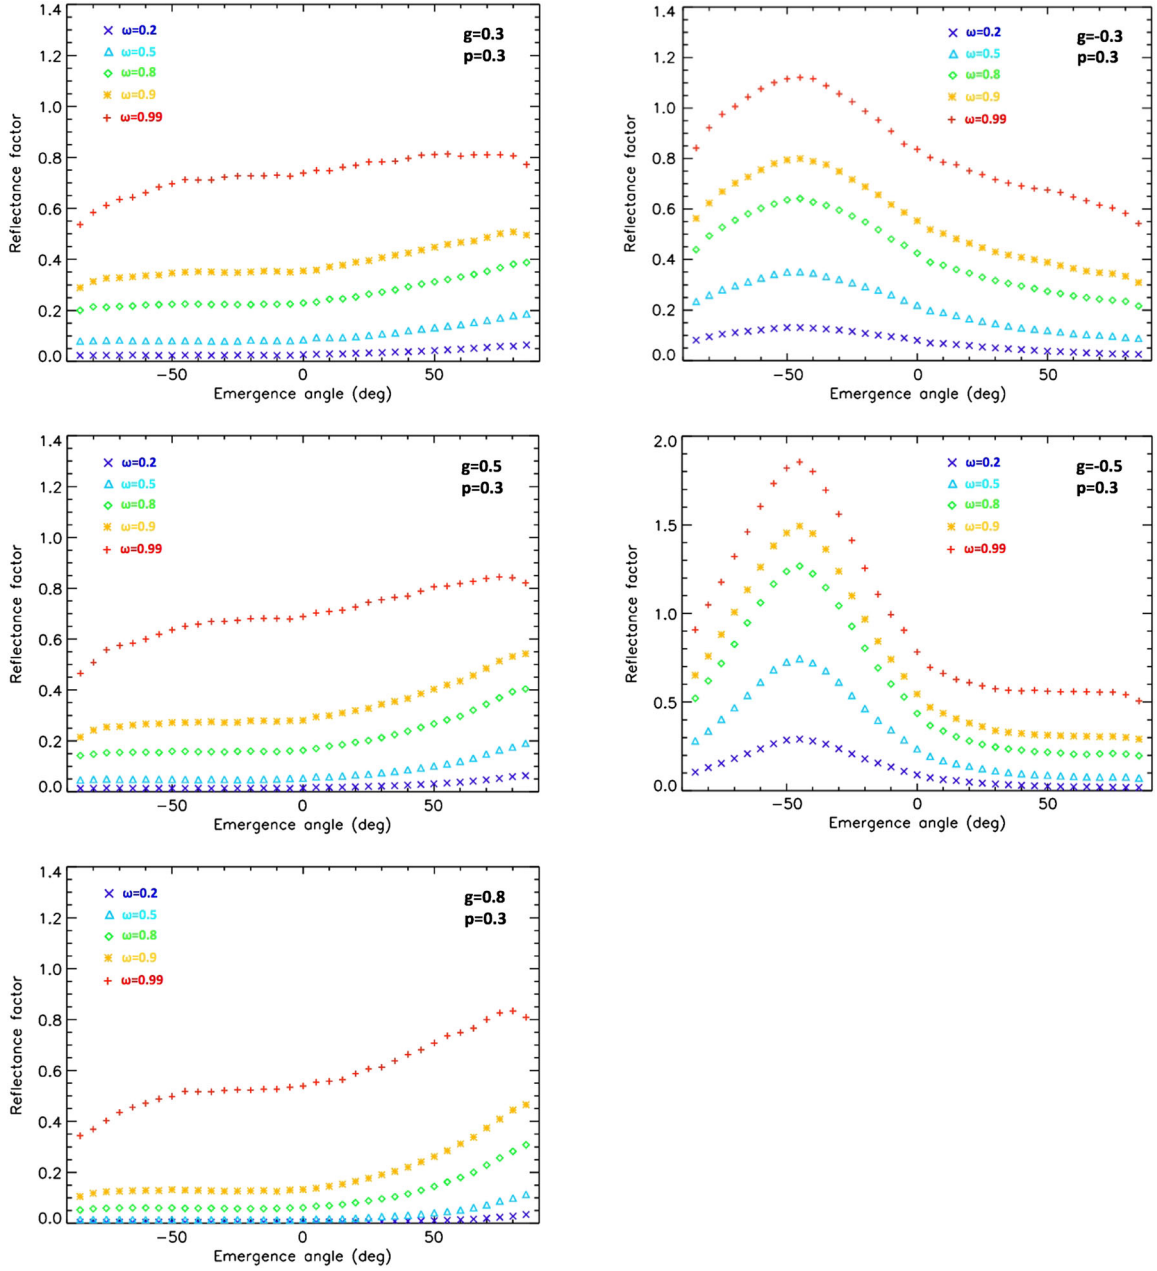 1.4
1.2
1.0
0.8
0.6
0.4
0.2
0.0
Reflectance factor
ω=0.2
ω=0.5
ω=0.8
ω=0.9
ω=0.99
g=0.3
p=0.3
−50 0 50
Emergence angle (deg)
1.4
1.2
1.0
0.8
0.6
0.4
0.2
0.0
Reflectance factor
ω=0.2
ω=0.5
ω=0.8
ω=0.9
ω=0.99
g=-0.3
p=0.3
−50 0 50
Emergence angle (deg)
1.4
1.2
1.0
0.8
0.6
0.4
0.2
0.0
Reflectance factor
ω=0.2
ω=0.5
ω=0.8
ω=0.9
ω=0.99
g=0.5
p=0.3
−50 0 50
Emergence angle (deg)
2.0
1.5
1.0
0.5
0.0
Reflectance factor
ω=0.2
ω=0.5
ω=0.8
ω=0.9
ω=0.99
g=-0.5
p=0.3
−50 0 50
Emergence angle (deg)
1.4
1.2
1.0
0.8
0.6
0.4
0.2
0.0
Reflectance factor
ω=0.2
ω=0.5
ω=0.8
ω=0.9
ω=0.99
g=0.8
p=0.3
−50 0 50
Emergence angle (deg)